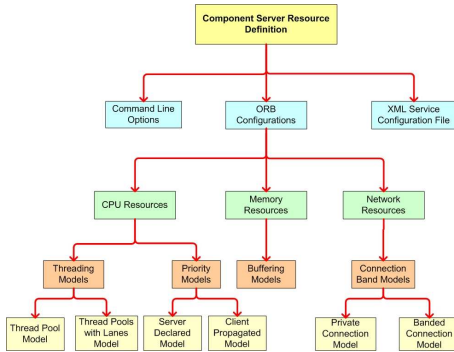 Component Server Resource
Definition
Command Line
Options
ORB
Configurations
XML Service
Configuration File
CPU Resources
Memory
Resources
Network
Resources
Threading
Models
Priority
Models
Buffering Models
Connection
Band Models
Thread Pool
Model
Thread Pools
with Lanes Model
Server
Declared
Model
Client
Propagated
Model
Private
Connection
Model
Banded
Connection
Model